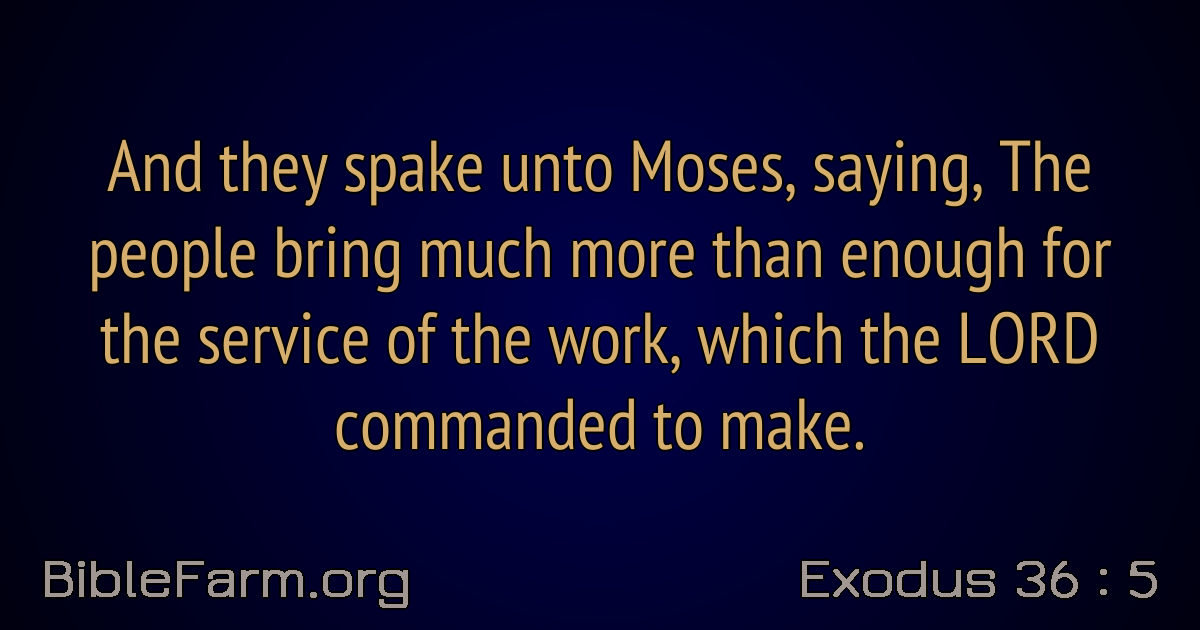 And they spake unto Moses, saying, The
people bring much more than enough for
the service of the work, which the LORD
commanded to make.
BibleFarm.org
Exodus 36 : 5